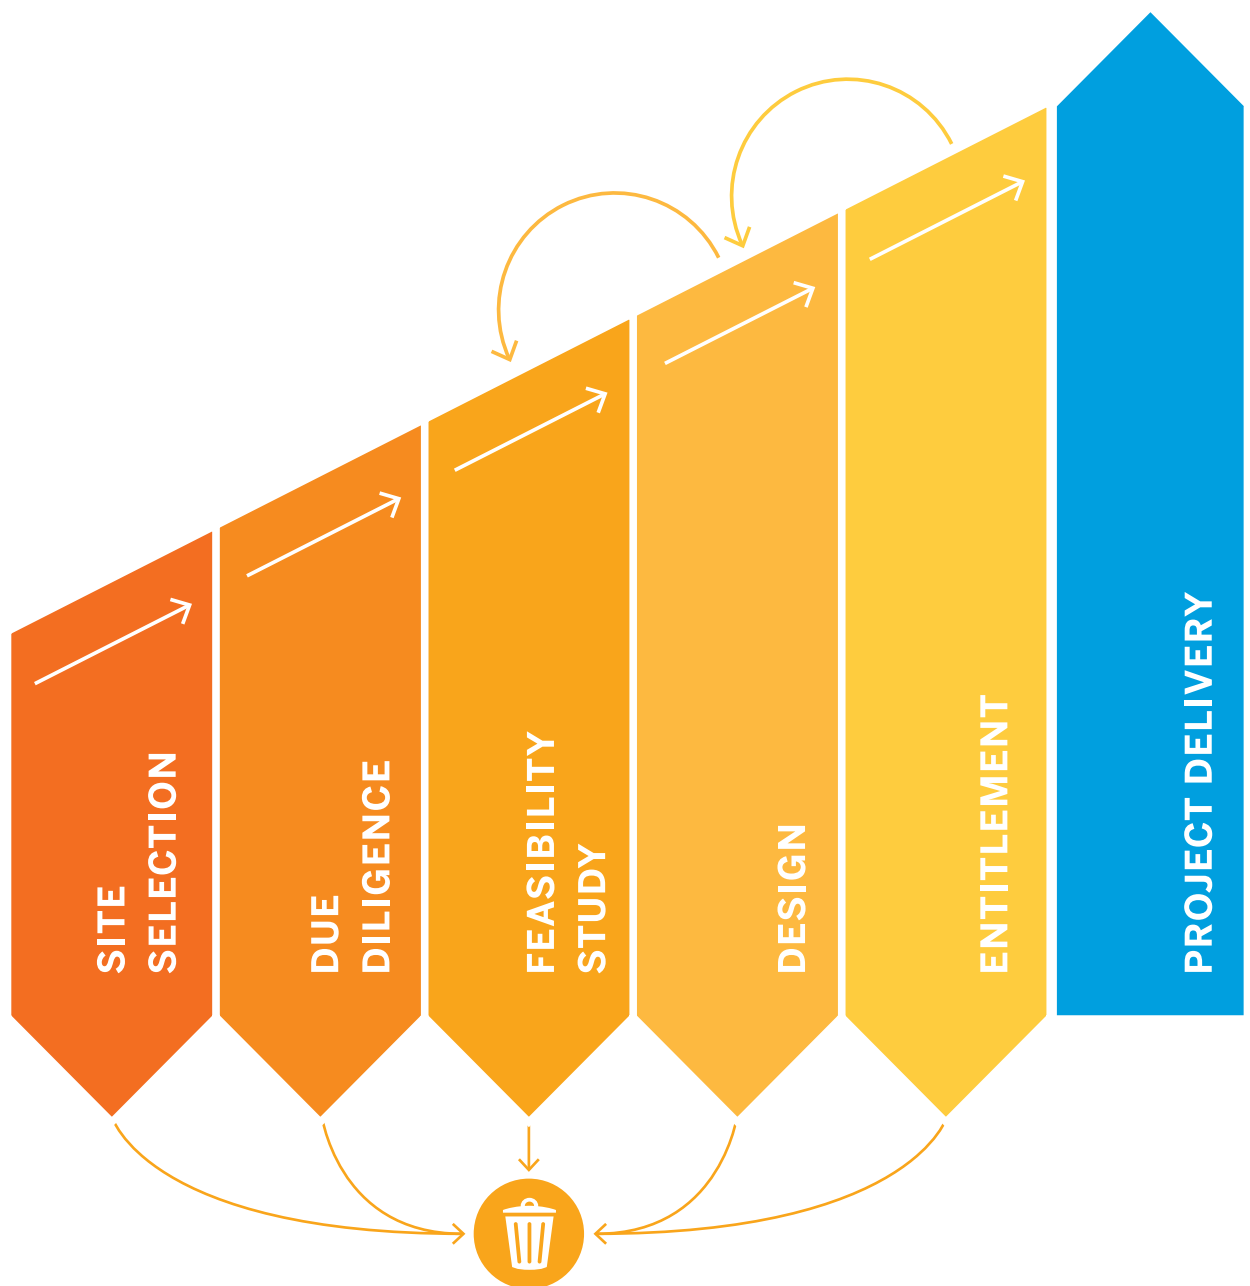 SITE
SELECTION
DUE
DILIGENCE
FEASIBILITY
STUDY
DESIGN
ENTITLEMENT
PROJECT DELIVERY